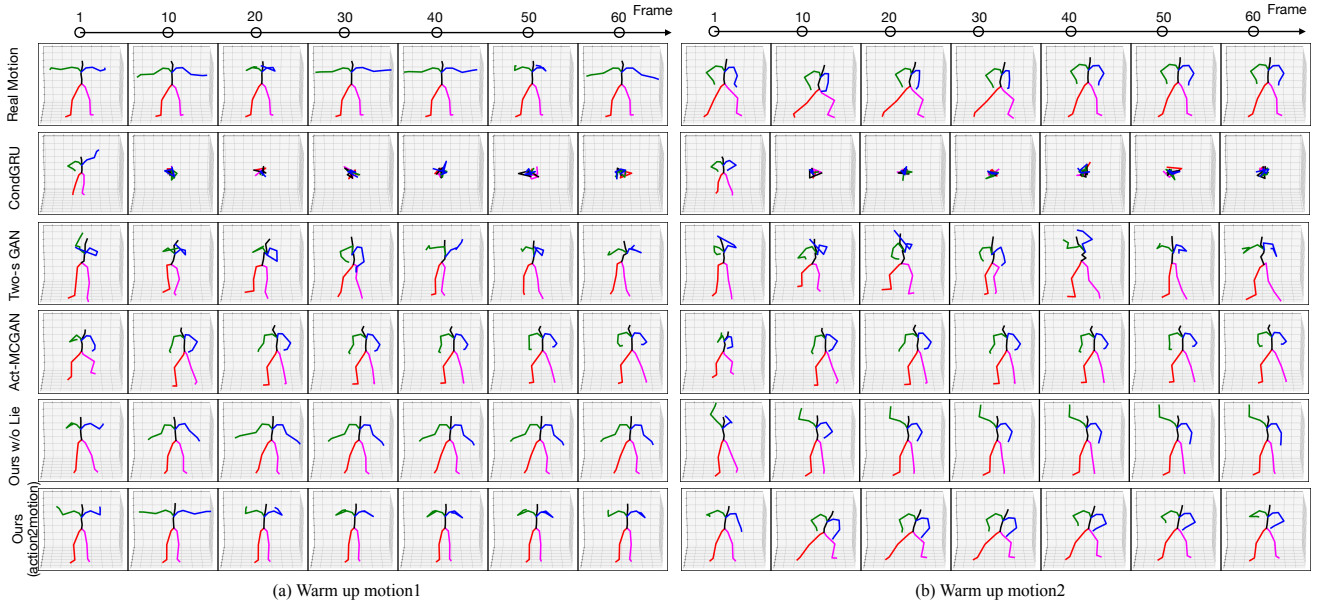 Frame
1 10 20 30 40 50 60
Frame
1 10 20 30 40 50 60
Real Motion
CondGRU
Two-s GAN
Act-MCGAN
Ours w/o Lie
Ours
(action2motion)
(a) Warm up motion1
(b) Warm up motion2